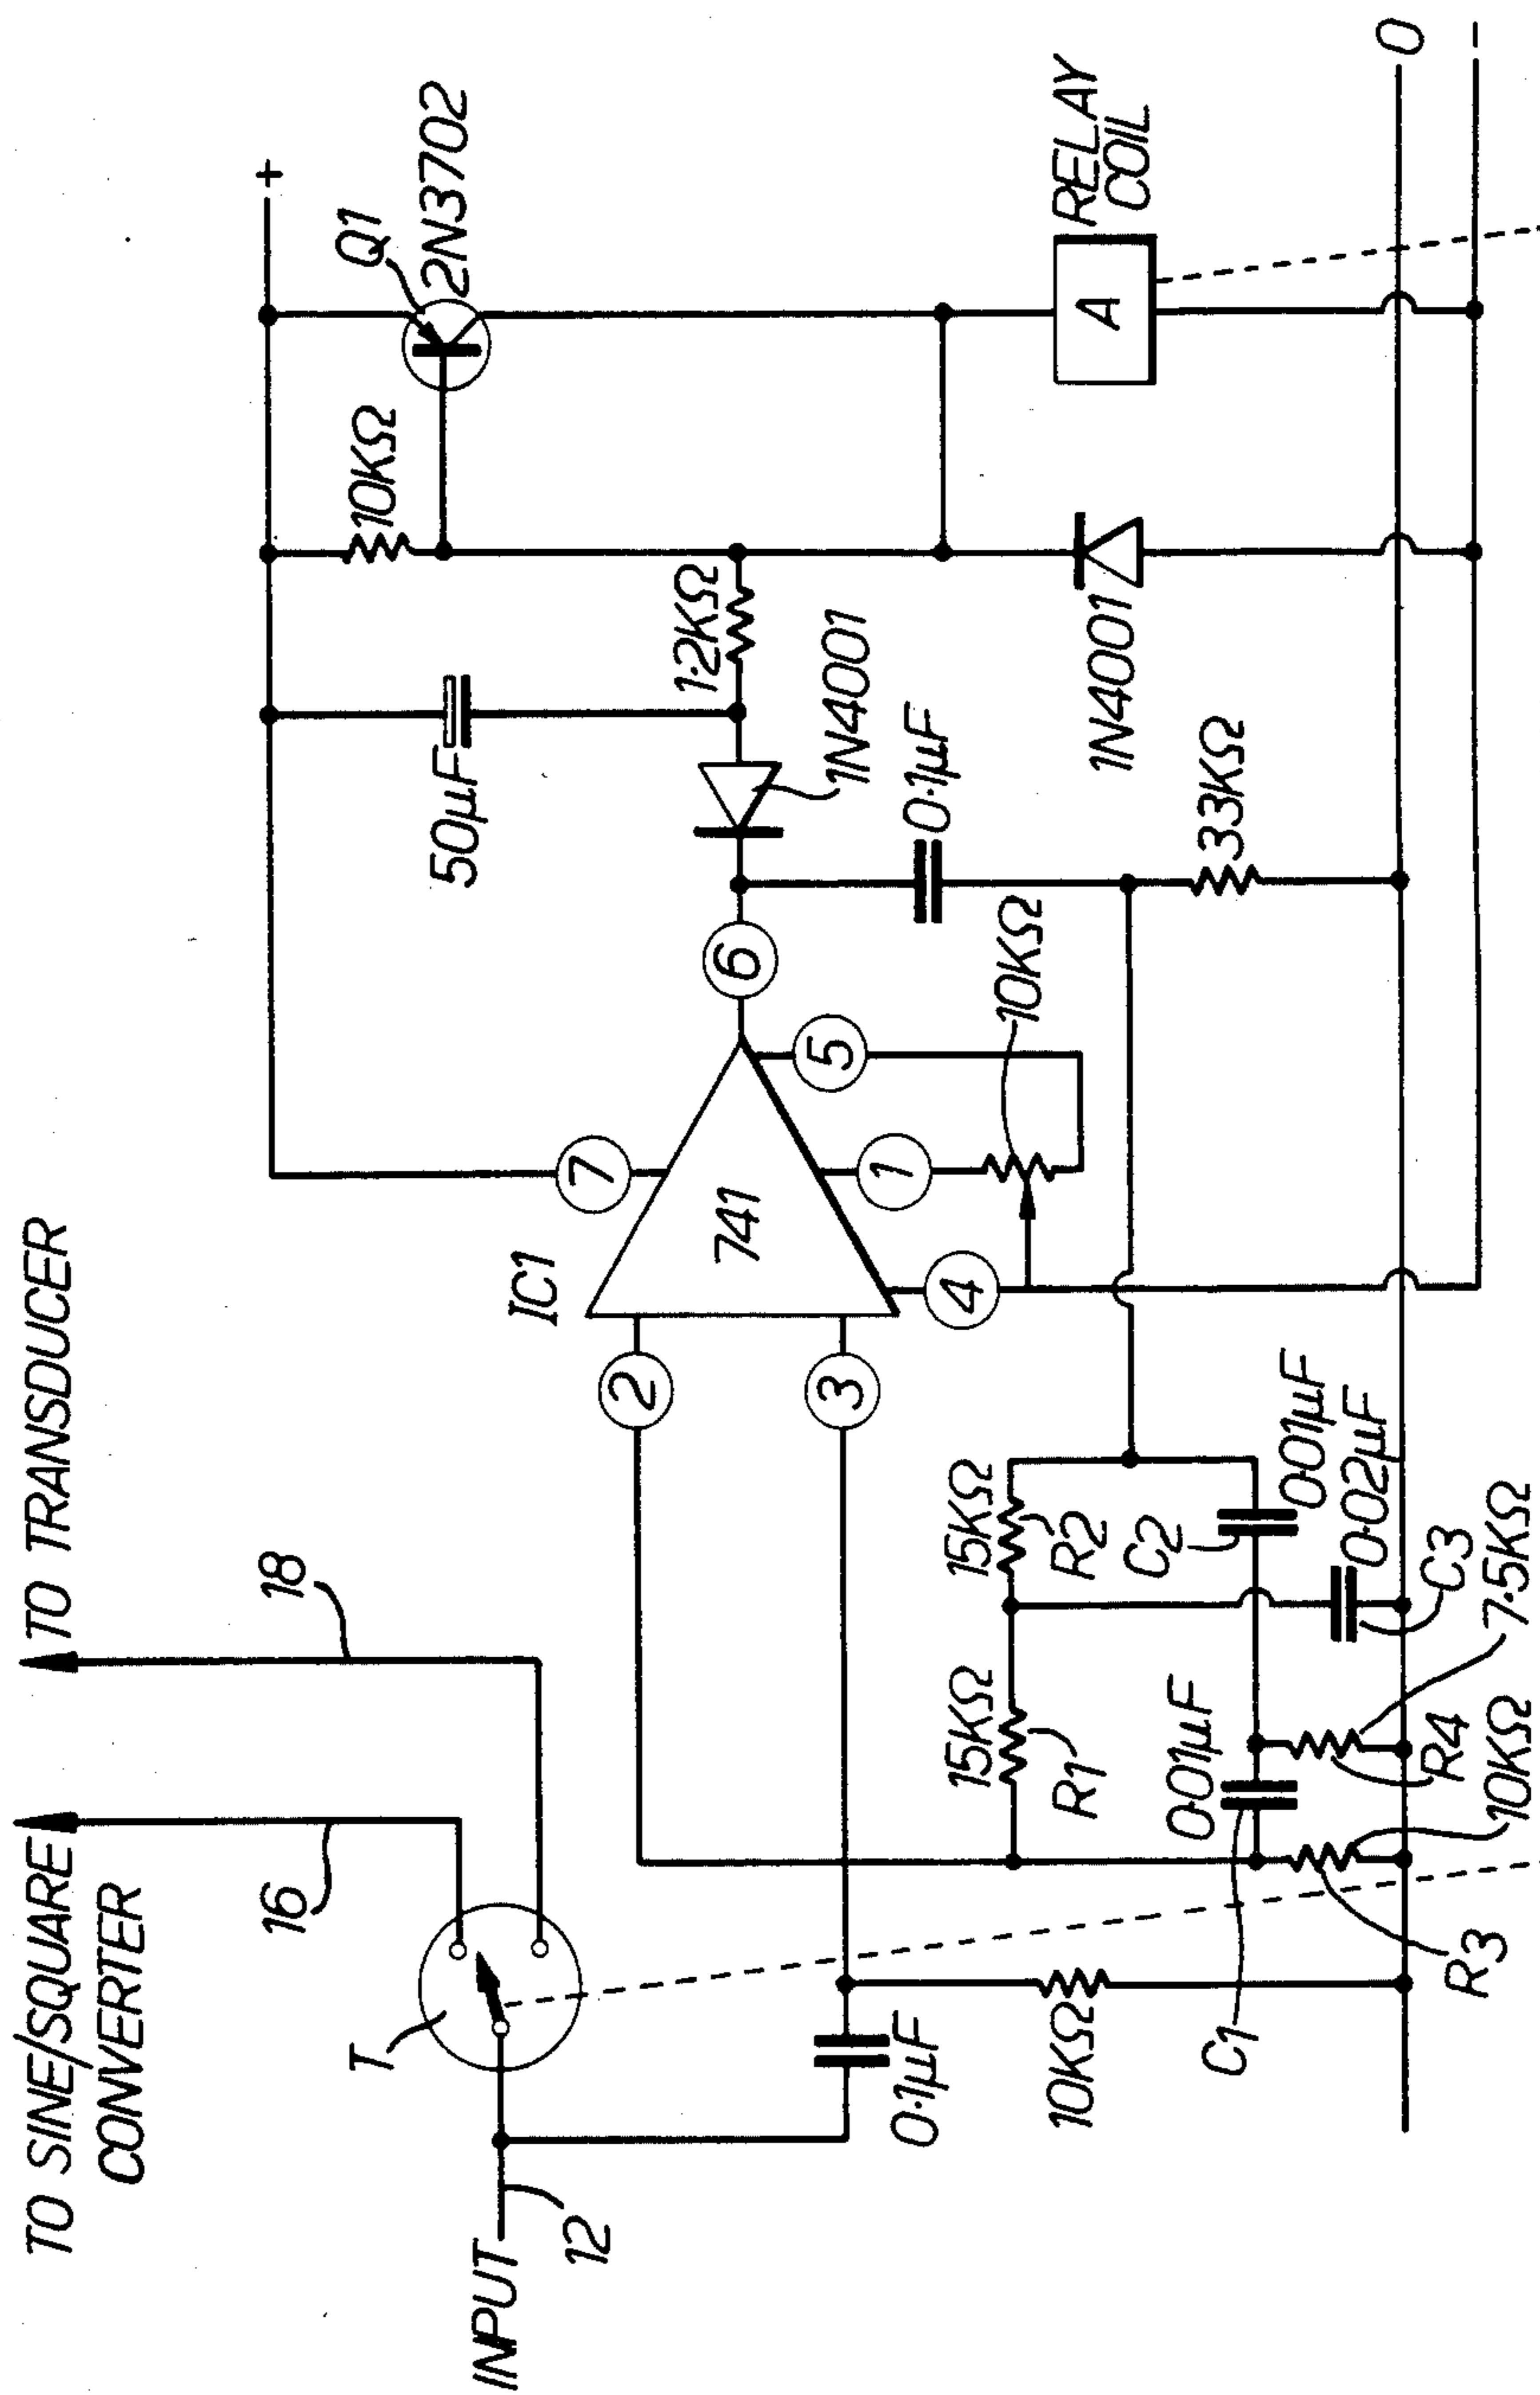 TO SINE/SQUARE
CONVERTER
TO TRANSDUCER
16
18
T
INPUT
12
IC1
741
2
3
7
6
5
1
4
+
Q1
2N3702
10KΩ
50µF
1·2KΩ
1N4001
0·1µF
10KΩ
1N4001
33KΩ
RELAY
COIL
A
0
-
0·1µF
10KΩ
15KΩ
R1
15KΩ
R2
C2
0·01µF
0·01µF
C1
0·02µF
C3
7·5KΩ
R4
10KΩ
R3